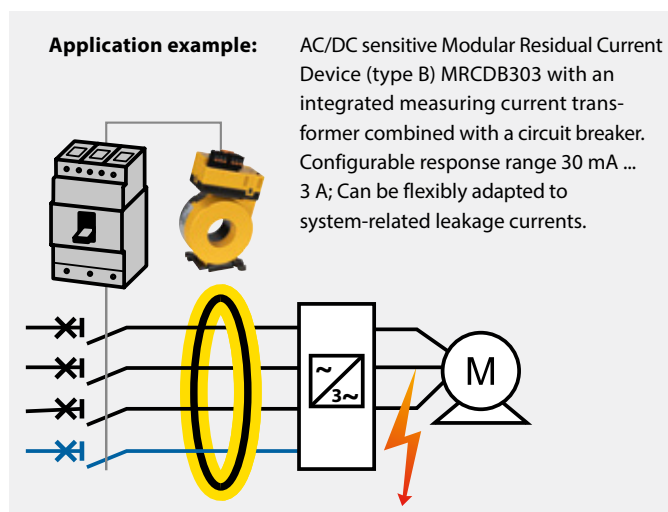 Application example:
AC/DC sensitive Modular Residual Current
Device (type B) MRCDB303 with an
integrated measuring current trans-
former combined with a circuit breaker.
Configurable response range 30 mA ...
3 A; Can be flexibly adapted to
system-related leakage currents.
~
3~
M